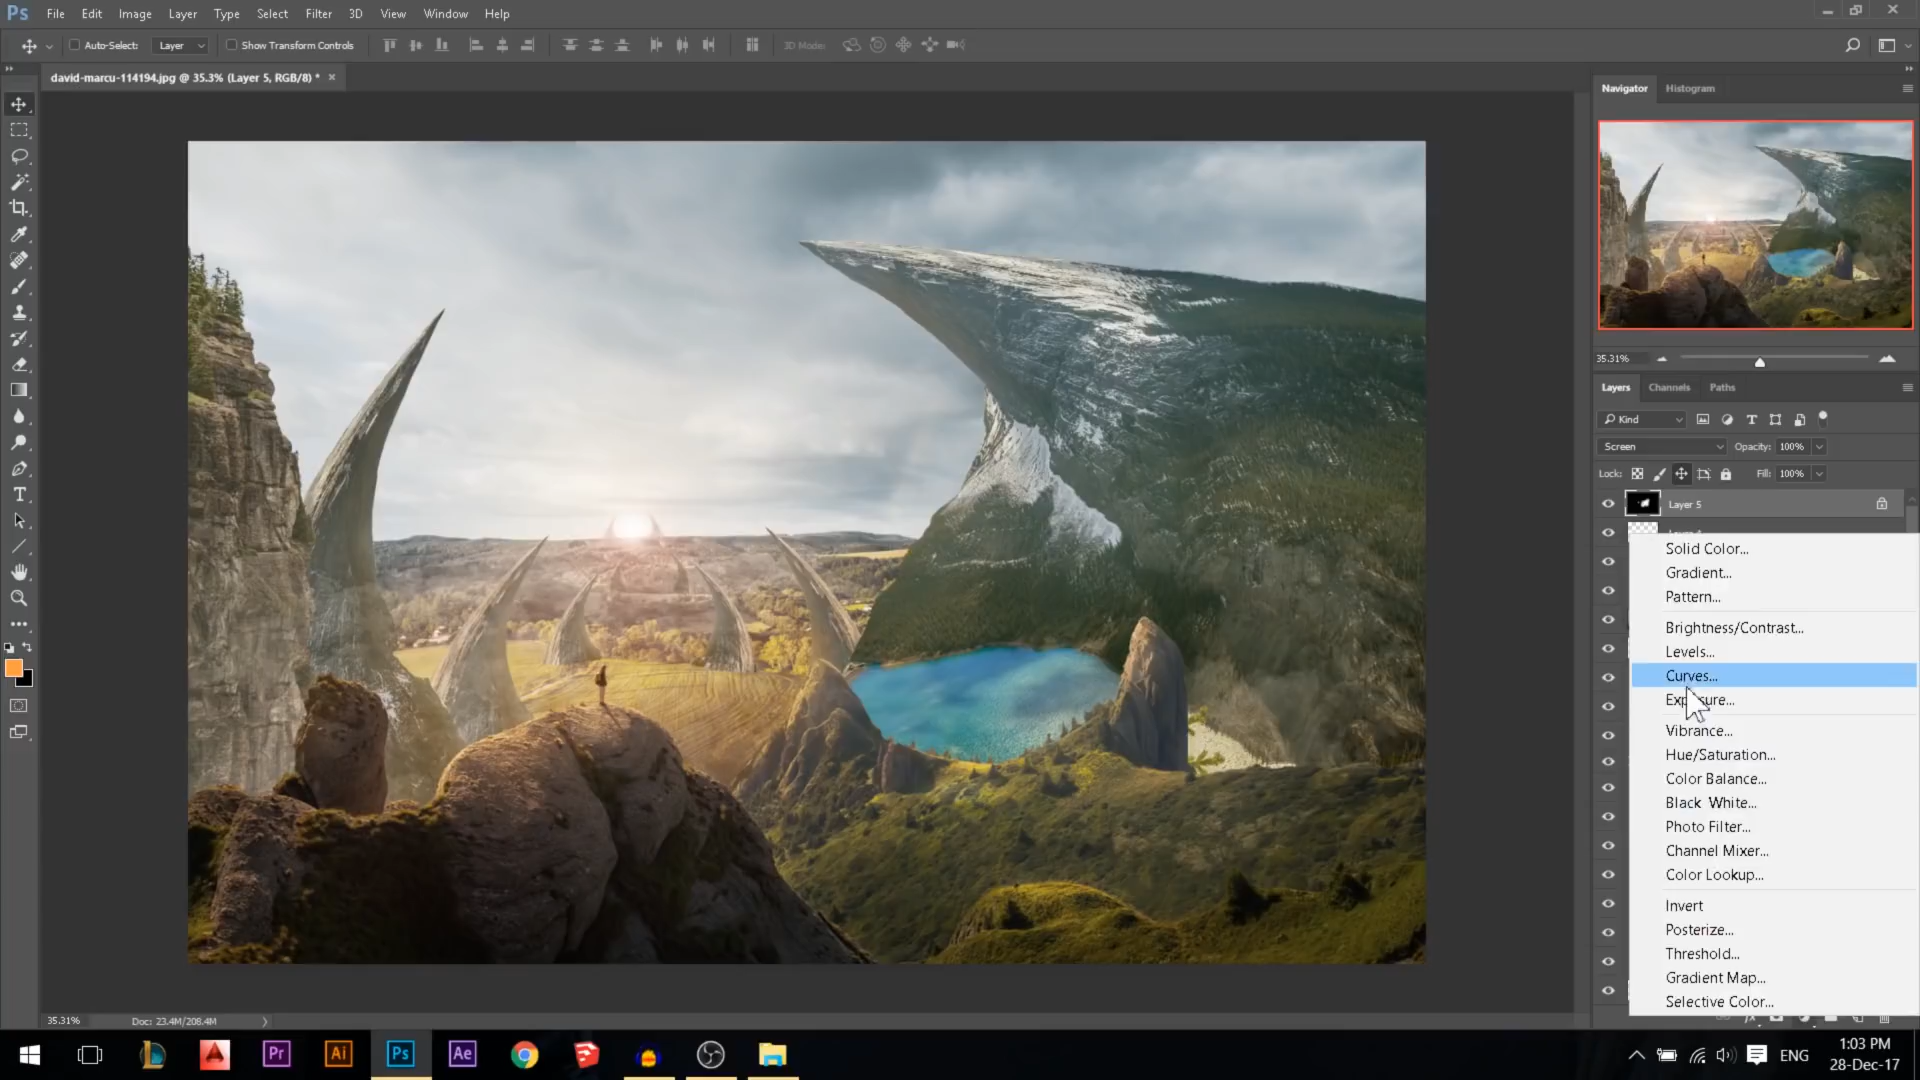 Ps File Edit Image Layer Type Select Filter 3D View Window Help
Auto-Select: Layer Show Transform Controls 3D Mode:
david-marcu-114194.jpg @ 35.3% (Layer 5, RGB/8) * ×
Navigator Histogram
35.31%
Layers Channels Paths
Kind
Screen Opacity: 100%
Lock: Fill: 100%
Layer 5
Solid Color...
Gradient...
Pattern...
Brightness/Contrast...
Levels...
Curves...
Exposure...
Vibrance...
Hue/Saturation...
Color Balance...
Black White...
Photo Filter...
Channel Mixer...
Color Lookup...
Invert
Posterize...
Threshold...
Gradient Map...
Selective Color...
35.31% Doc: 23.4M/208.4M
Pr Ai Ps Ae
ENG
1:03 PM
28-Dec-17